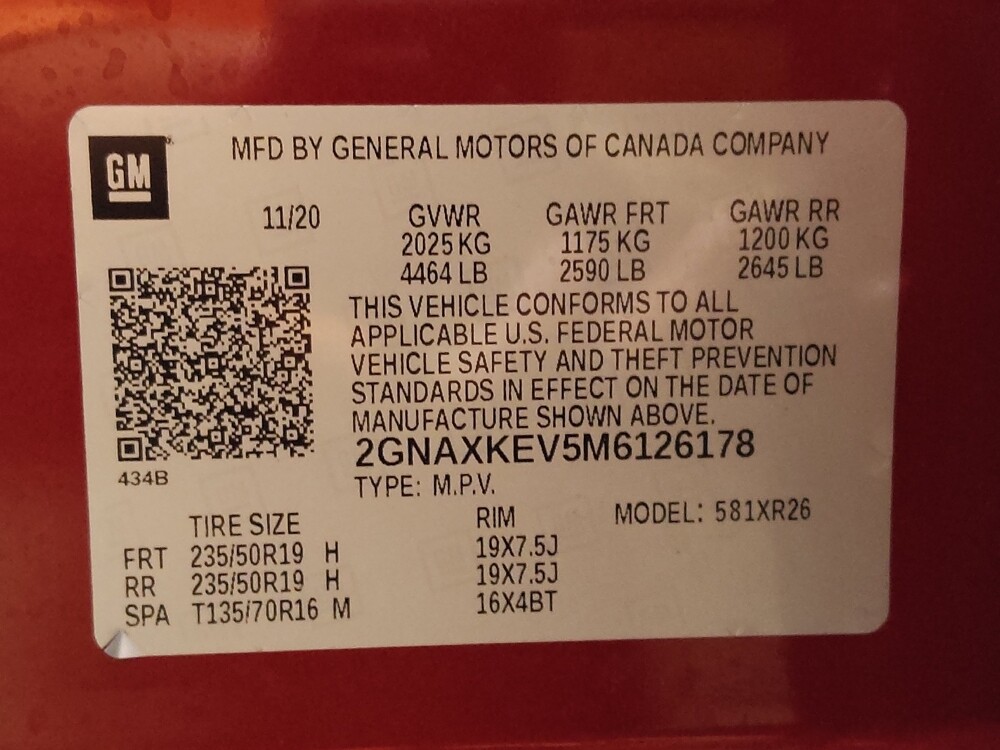 GM
MFD BY GENERAL MOTORS OF CANADA COMPANY
11/20 GVWR GAWR FRT GAWR RR
2025 KG 1175 KG 1200 KG
4464 LB 2590 LB 2645 LB
THIS VEHICLE CONFORMS TO ALL
APPLICABLE U.S. FEDERAL MOTOR
VEHICLE SAFETY AND THEFT PREVENTION
STANDARDS IN EFFECT ON THE DATE OF
MANUFACTURE SHOWN ABOVE.
434B
2GNAXKEV5M6126178
TYPE: M.P.V.
TIRE SIZE RIM MODEL: 581XR26
FRT 235/50R19 H 19X7.5J
RR 235/50R19 H 19X7.5J
SPA T135/70R16 M 16X4BT